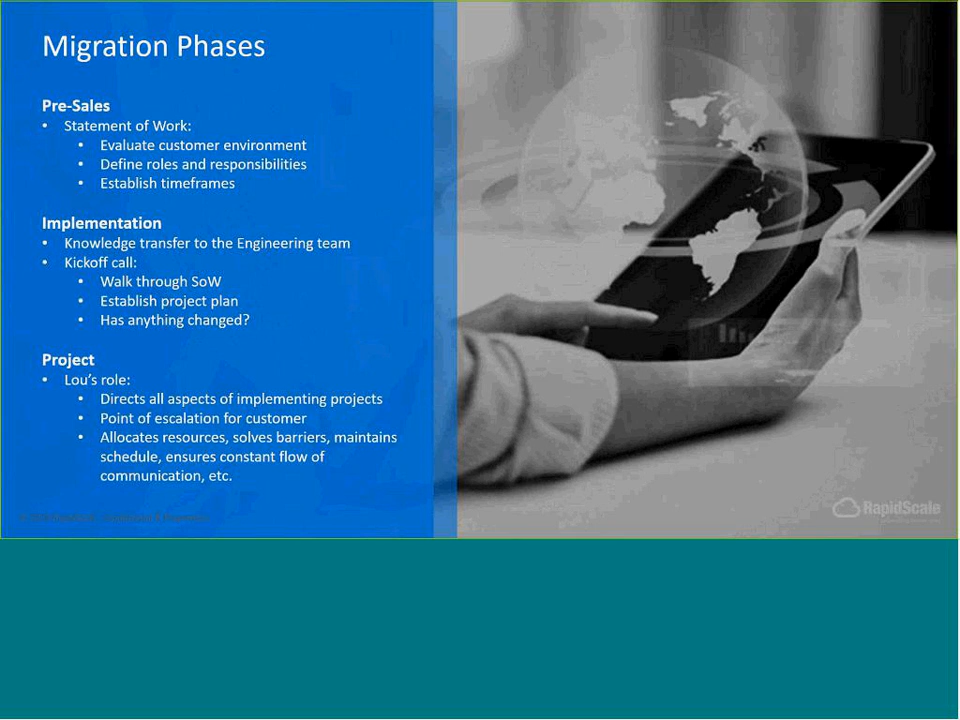 Migration Phases
Pre-Sales
• Statement of Work:
• Evaluate customer environment
• Define roles and responsibilities
• Establish timeframes
Implementation
• Knowledge transfer to the Engineering team
• Kickoff call:
• Walk through SoW
• Establish project plan
• Has anything changed?
Project
• Lou's role:
• Directs all aspects of implementing projects
• Point of escalation for customer
• Allocates resources, solves barriers, maintains
schedule, ensures constant flow of
communication, etc.
RapidScale